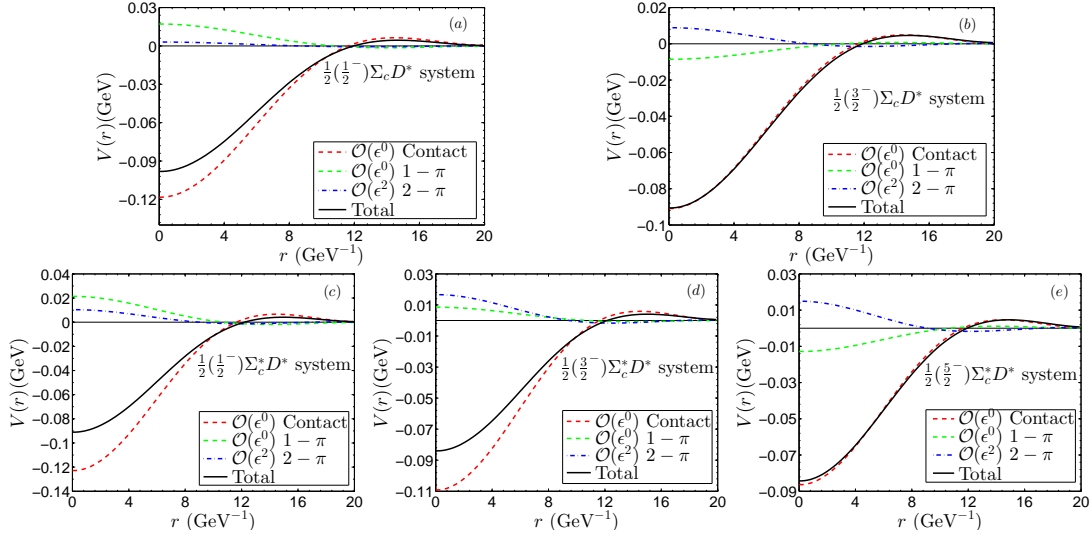 (a)
V(r)(GeV)
0.03
0
−0.03
−0.06
−0.09
−0.12
½(½⁻)Σ_cD* system
O(ϵ⁰) Contact
O(ϵ⁰) 1 − π
O(ϵ²) 2 − π
Total
0 4 8 12 16 20
r (GeV⁻¹)
(b)
V(r)(GeV)
0.02
0
−0.02
−0.04
−0.06
−0.08
−0.1
½(3/2⁻)Σ_cD* system
O(ϵ⁰) Contact
O(ϵ⁰) 1 − π
O(ϵ²) 2 − π
Total
0 4 8 12 16 20
r (GeV⁻¹)
(c)
V(r)(GeV)
0.04
0.02
0
−0.02
−0.04
−0.06
−0.08
−0.1
−0.12
−0.14
½(½⁻)Σ_c*D* system
O(ϵ⁰) Contact
O(ϵ⁰) 1 − π
O(ϵ²) 2 − π
Total
0 4 8 12 16 20
r (GeV⁻¹)
(d)
V(r)(GeV)
0.03
0.01
−0.01
−0.03
−0.05
−0.07
−0.09
−0.11
½(3/2⁻)Σ_c*D* system
O(ϵ⁰) Contact
O(ϵ⁰) 1 − π
O(ϵ²) 2 − π
Total
0 4 8 12 16 20
r (GeV⁻¹)
(e)
V(r)(GeV)
0.03
0.01
−0.01
−0.03
−0.05
−0.07
−0.09
½(5/2⁻)Σ_c*D* system
O(ϵ⁰) Contact
O(ϵ⁰) 1 − π
O(ϵ²) 2 − π
Total
0 4 8 12 16 20
r (GeV⁻¹)